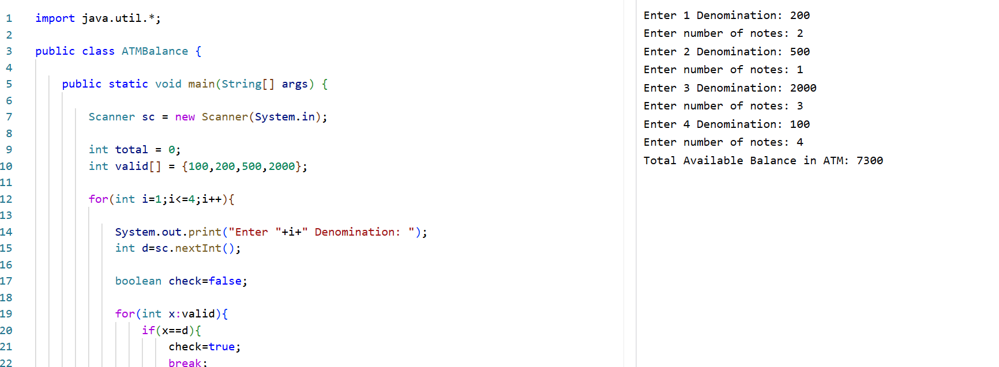 1 import java.util.*;
2
3 public class ATMBalance {
4
5 public static void main(String[] args) {
6
7 Scanner sc = new Scanner(System.in);
8
9 int total = 0;
10 int valid[] = {100,200,500,2000};
11
12 for(int i=1;i<=4;i++){
13
14 System.out.print("Enter "+i+" Denomination: ");
15 int d=sc.nextInt();
16
17 boolean check=false;
18
19 for(int x:valid){
20 if(x==d){
21 check=true;
22 break;
Enter 1 Denomination: 200
Enter number of notes: 2
Enter 2 Denomination: 500
Enter number of notes: 1
Enter 3 Denomination: 2000
Enter number of notes: 3
Enter 4 Denomination: 100
Enter number of notes: 4
Total Available Balance in ATM: 7300